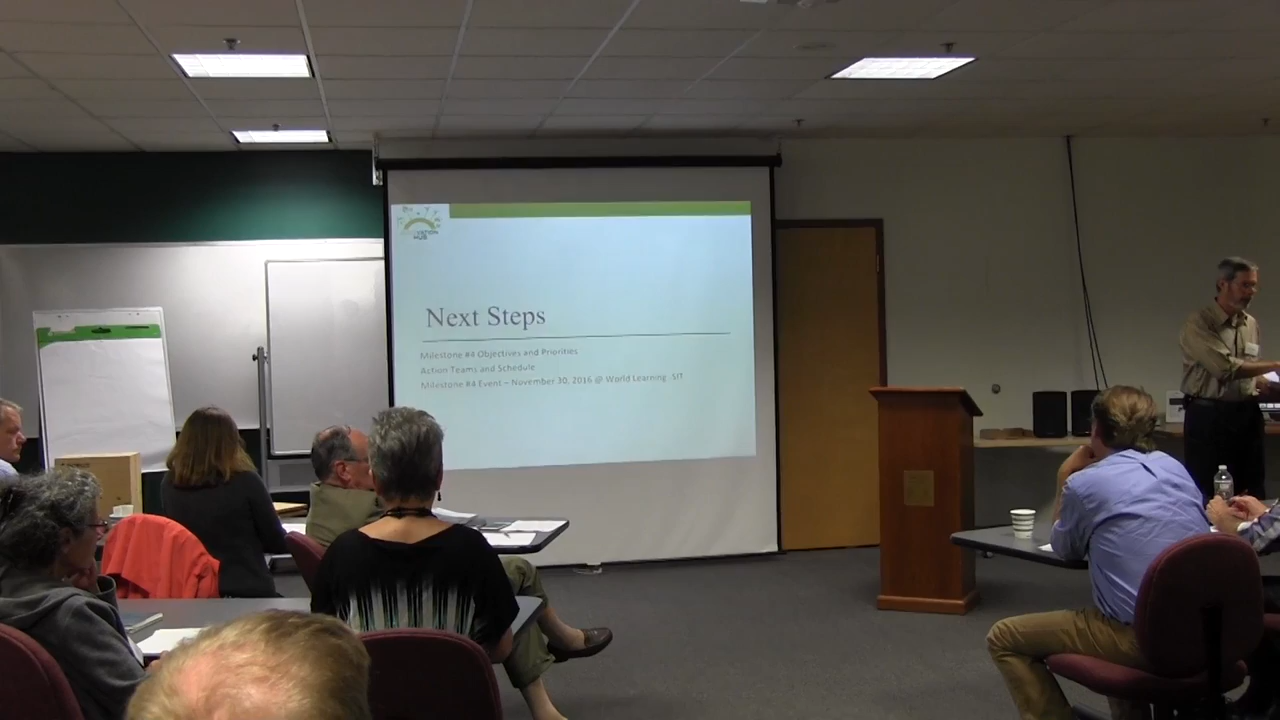 HUB
Next Steps
Milestone #4 Objectives and Priorities
Action Teams and Schedule
Milestone #4 Event – November 30, 2016 @ World Learning SIT